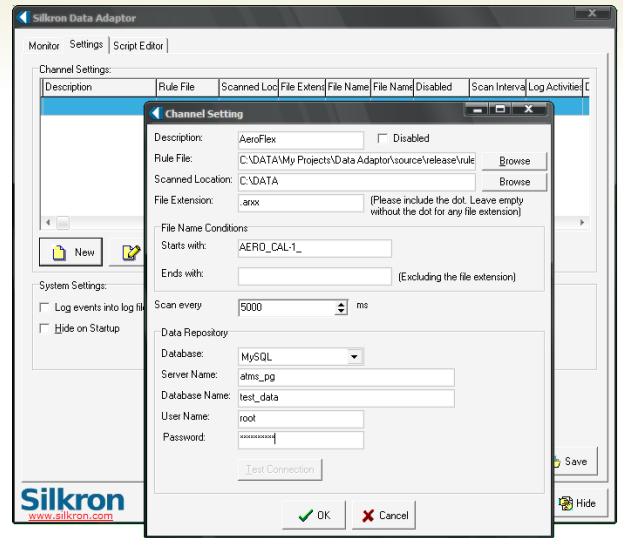 Silkron Data Adaptor
Monitor Settings Script Editor
Channel Settings:
Description Rule File Scanned Loc File Extens File Name File Name Disabled Scan Interva Log Activities D
Channel Setting
Description: AeroFlex Disabled
Rule File: C:\DATA\My Projects\Data Adaptor\source\release\rule Browse
Scanned Location: C:\DATA Browse
File Extension: .arxx (Please include the dot. Leave empty
without the dot for any file extension)
File Name Conditions
Starts with: AERO_CAL-1_
Ends with: (Excluding the file extension)
Scan every 5000 ms
Data Repository
Database: MySQL
Server Name: atms_pg
Database Name: test_data
User Name: root
Password: **********
Test Connection
OK Cancel
New
System Settings:
Log events into log file
Hide on Startup
Save
Silkron
www.silkron.com
Hide